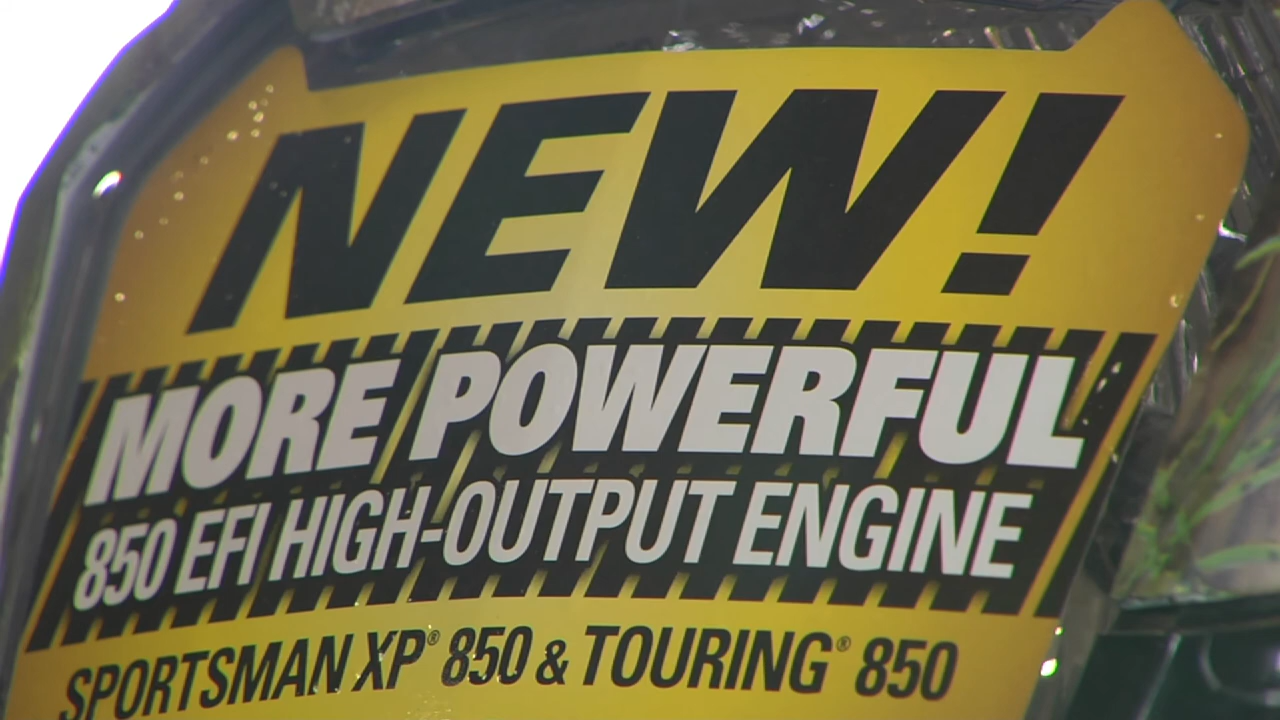 NEW!
MORE POWERFUL
850 EFI HIGH-OUTPUT ENGINE
SPORTSMAN XP® 850 & TOURING® 850